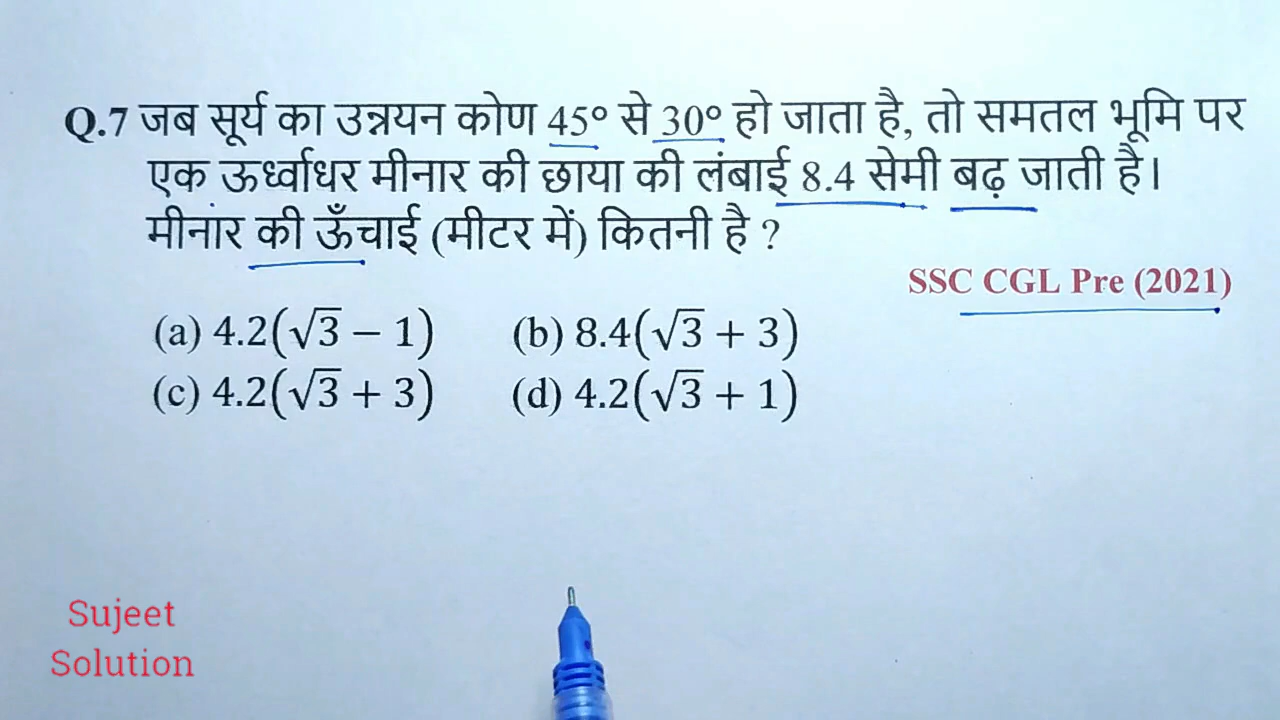 Q.7 जब सूर्य का उन्नयन कोण 45° से 30° हो जाता है, तो समतल भूमि पर
एक ऊर्ध्वाधर मीनार की छाया की लंबाई 8.4 सेमी बढ़ जाती है।
मीनार की ऊँचाई (मीटर में) कितनी है ?
SSC CGL Pre (2021)
(a) 4.2(√3 − 1) (b) 8.4(√3 + 3)
(c) 4.2(√3 + 3) (d) 4.2(√3 + 1)
Sujeet
Solution